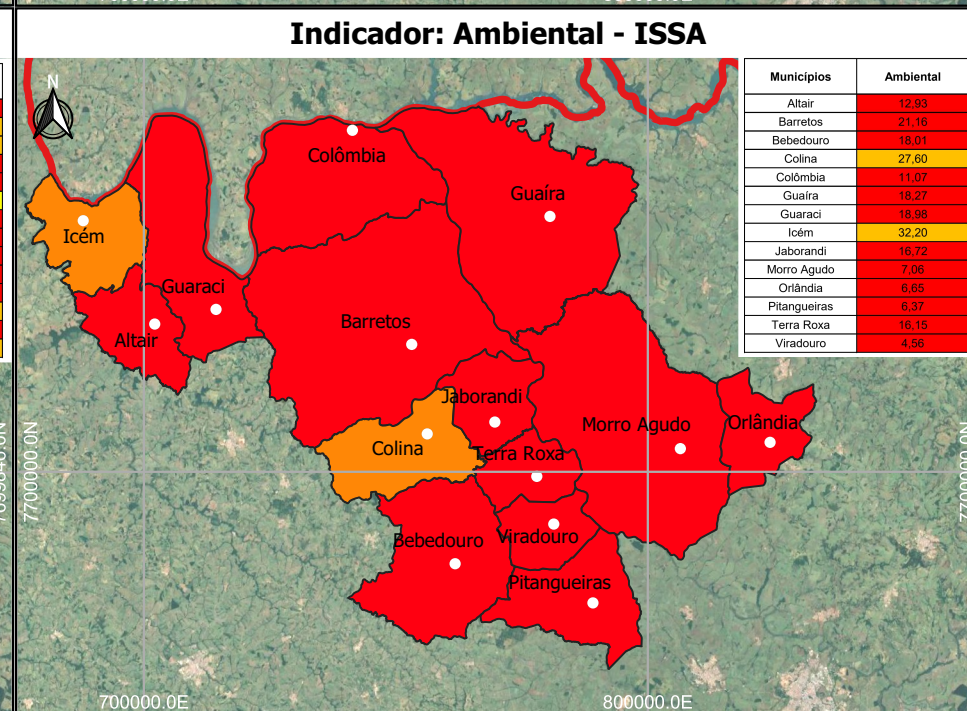 Indicador: Ambiental - ISSA
N
Colômbia
Guaíra
Icém
Guaraci
Altair
Barretos
Jaborandi
Colina
Terra Roxa
Morro Agudo
Orlândia
Bebedouro
Viradouro
Pitangueiras
Municípios Ambiental
Altair 12,93
Barretos 21,18
Bebedouro 18,01
Colina 27,60
Colômbia 11,07
Guaíra 18,27
Guaraci 18,98
Icém 32,20
Jaborandi 16,72
Morro Agudo 7,06
Orlândia 6,65
Pitangueiras 6,37
Terra Roxa 16,15
Viradouro 4,56
7700000.0N
7700000.0N
700000.0E
800000.0E